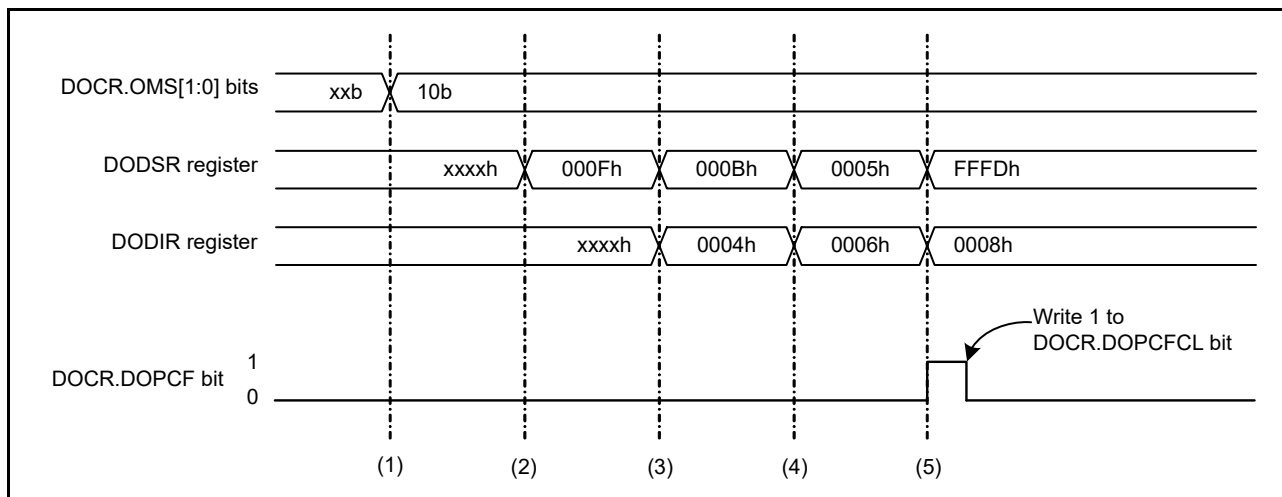 DOCR.OMS[1:0] bits xxb 10b
DODSR register xxxxh 000Fh 000Bh 0005h FFFDh
DODIR register xxxxh 0004h 0006h 0008h
Write 1 to
DOCR.DOPCFCL bit
1
DOCR.DOPCF bit
0
(1) (2) (3) (4) (5)